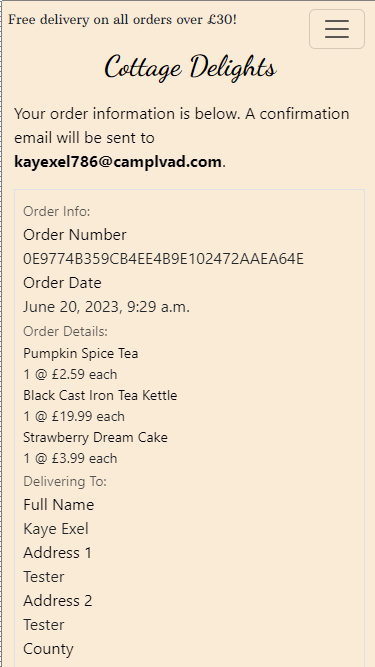 Free delivery on all orders over £30!
Cottage Delights
Your order information is below. A confirmation
email will be sent to
kayexel786@camplvad.com.
Order Info:
Order Number
0E9774B359CB4EE4B9E102472AAEA64E
Order Date
June 20, 2023, 9:29 a.m.
Order Details:
Pumpkin Spice Tea
1 @ £2.59 each
Black Cast Iron Tea Kettle
1 @ £19.99 each
Strawberry Dream Cake
1 @ £3.99 each
Delivering To:
Full Name
Kaye Exel
Address 1
Tester
Address 2
Tester
County